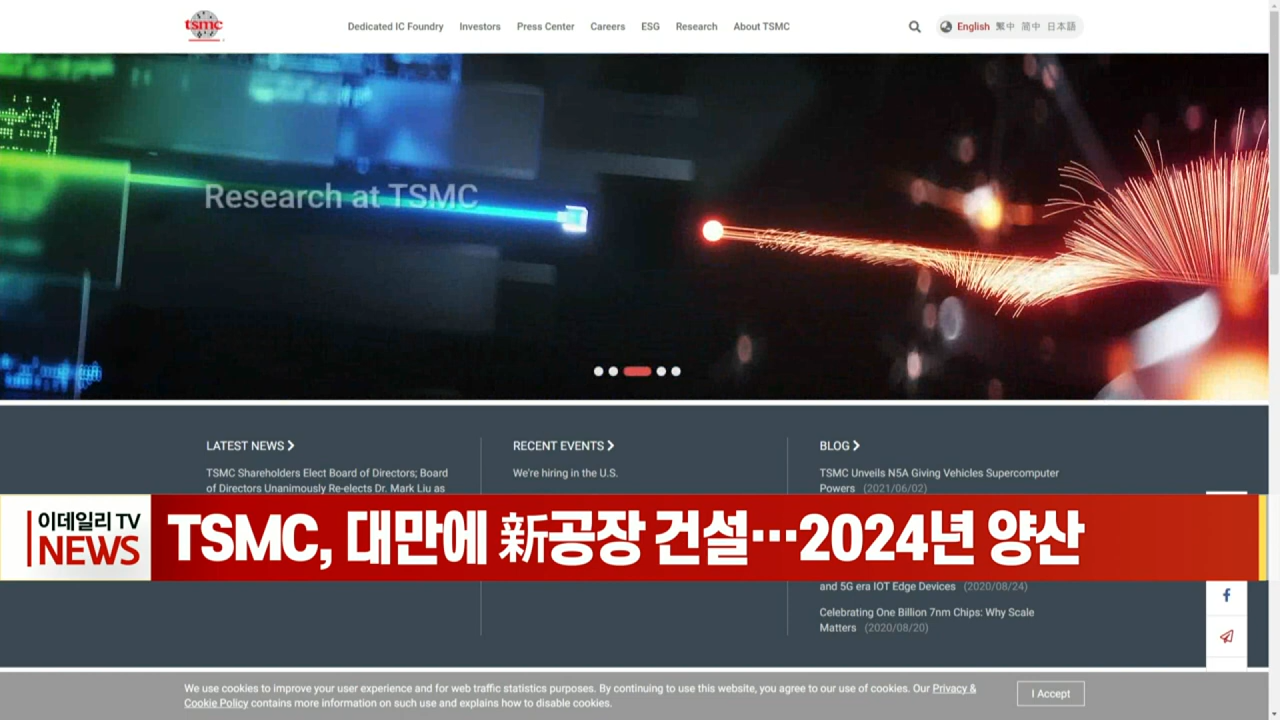 tsmc
Dedicated IC Foundry Investors Press Center Careers ESG Research About TSMC
English 繁中 简中 日本語
Research at TSMC
LATEST NEWS
TSMC Shareholders Elect Board of Directors; Board
of Directors Unanimously Re-elects Dr. Mark Liu as
RECENT EVENTS
We're hiring in the U.S.
BLOG
TSMC Unveils N5A Giving Vehicles Supercomputer
Powers (2021/06/02)
이데일리 TV
NEWS
TSMC, 대만에 新공장 건설…2024년 양산
and 5G era IOT Edge Devices (2020/08/24)
Celebrating One Billion 7nm Chips: Why Scale
Matters (2020/08/20)
We use cookies to improve your user experience and for web traffic statistics purposes. By continuing to use this website, you agree to our use of cookies. Our Privacy &
Cookie Policy contains more information on such use and explains how to disable cookies.
I Accept